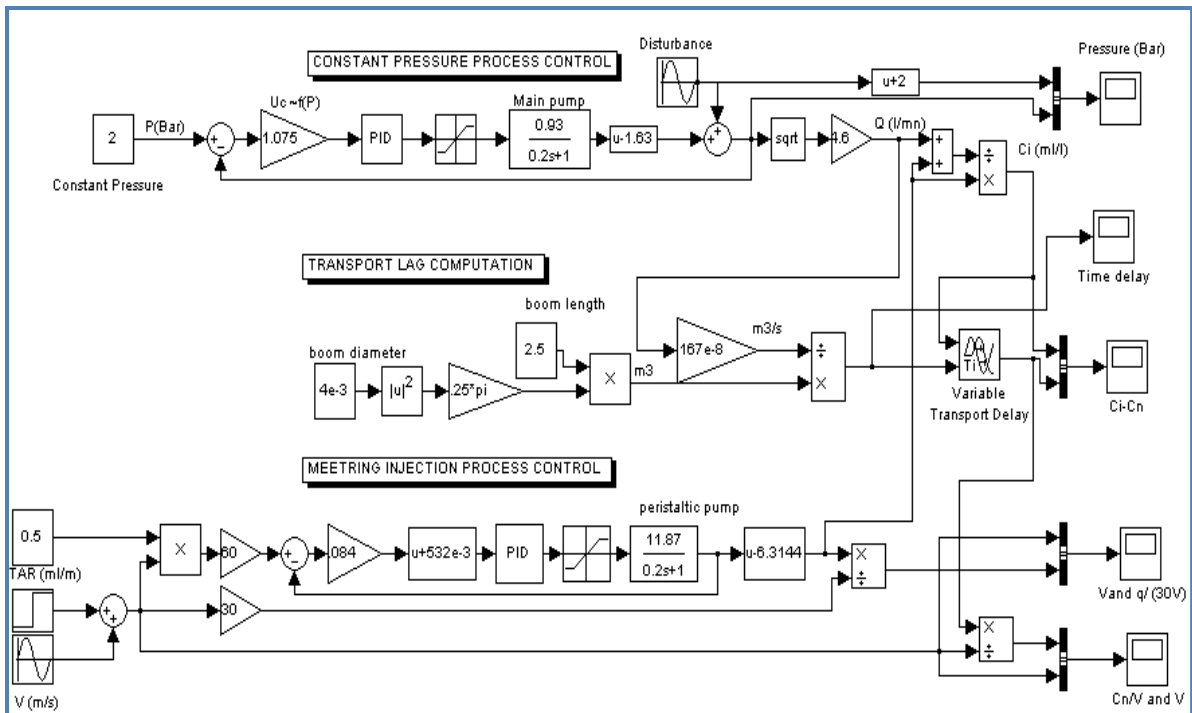 Disturbance
Pressure (Bar)
CONSTANT PRESSURE PROCESS CONTROL
u+2
Uc ~f(P)
Main pump
P(Bar)
2
1.075
PID
0.93
0.2s+1
u-1.63
sqrt
4.6
Q (l/mn)
Ci (ml/l)
Constant Pressure
TRANSPORT LAG COMPUTATION
Time delay
boom length
2.5
m3/s
boom diameter
4e-3
|u|2
.25*pi
m3
167e-8
Ti
Variable
Transport Delay
Ci-Cn
MEETRING INJECTION PROCESS CONTROL
peristaltic pump
0.5
TAR (ml/m)
60
084
u+532e-3
PID
11.87
0.2s+1
u-6.3144
30
Vand q/ (30V)
V (m/s)
Cn/V and V